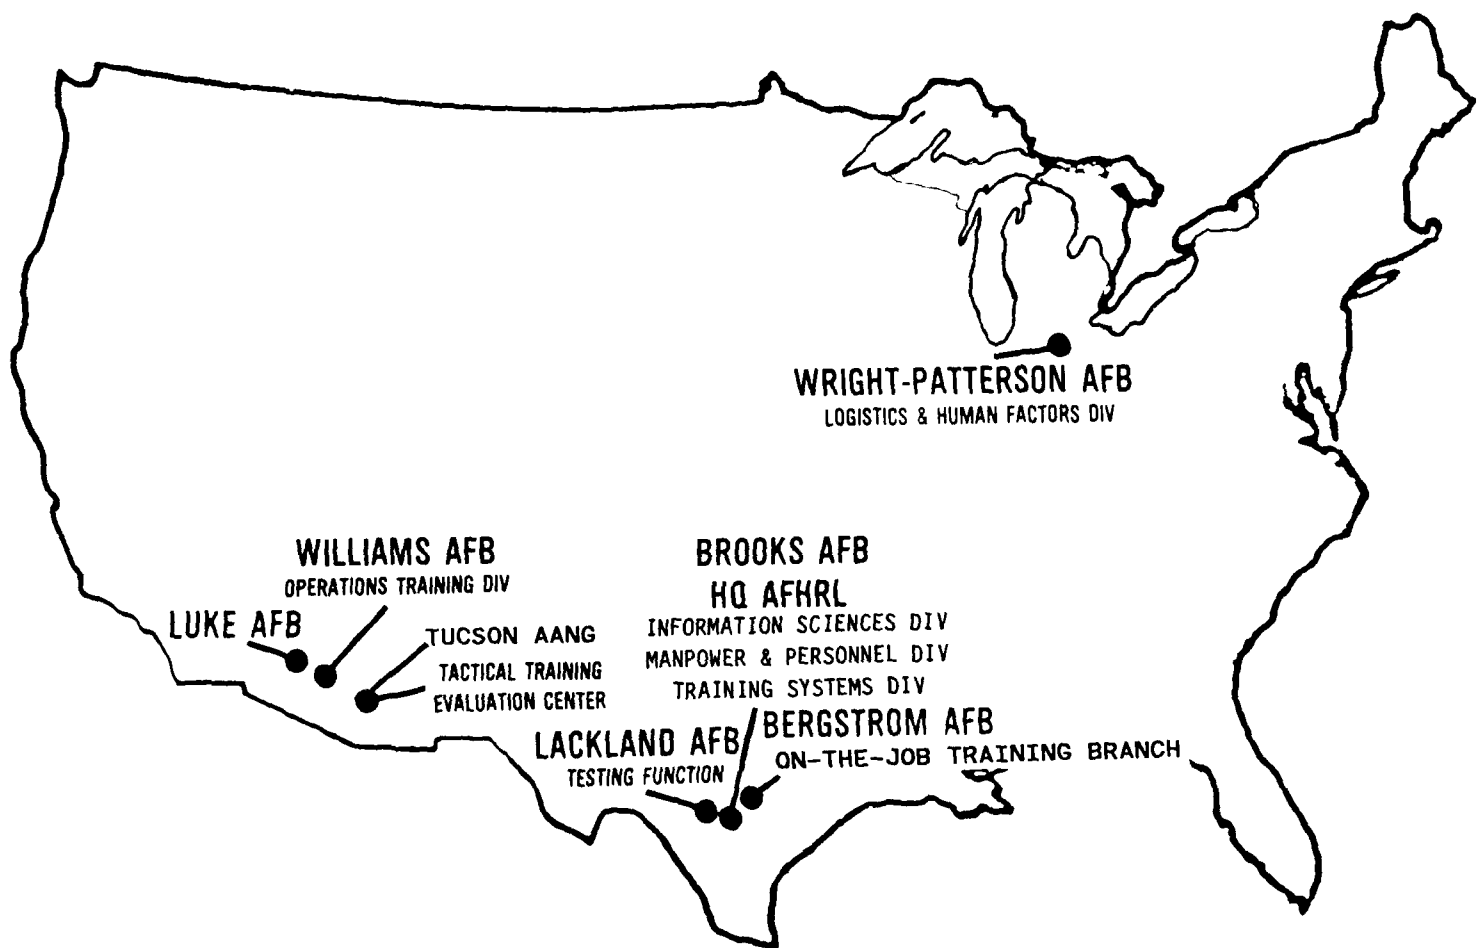 WRIGHT-PATTERSON AFB
LOGISTICS & HUMAN FACTORS DIV
WILLIAMS AFB
OPERATIONS TRAINING DIV
LUKE AFB
TUCSON AANG
TACTICAL TRAINING
EVALUATION CENTER
BROOKS AFB
HQ AFHRL
INFORMATION SCIENCES DIV
MANPOWER & PERSONNEL DIV
TRAINING SYSTEMS DIV
LACKLAND AFB
TESTING FUNCTION
BERGSTROM AFB
ON-THE-JOB TRAINING BRANCH